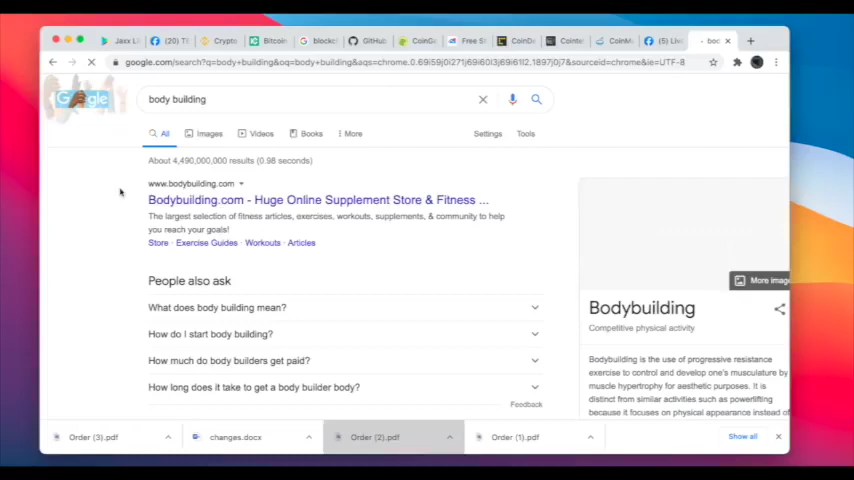 Jaxx Li
(20) Tl
Crypto
Bitcoin
blockc
GitHub
CoinGe
Free S
CoinDe
Cointe
CoinMa
(5) Live
boc
google.com/search?q=body+building&oq=body+building&aqs=chrome.0.69i59j0i271j69i60l3j69i61l2.1897j0j7&sourceid=chrome&ie=UTF-8
Google
body building
All
Images
Videos
Books
More
Settings
Tools
About 4,490,000,000 results (0.98 seconds)
www.bodybuilding.com
Bodybuilding.com - Huge Online Supplement Store & Fitness ...
The largest selection of fitness articles, exercises, workouts, supplements, & community to help
you reach your goals!
Store · Exercise Guides · Workouts · Articles
People also ask
What does body building mean?
How do I start body building?
How much do body builders get paid?
How long does it take to get a body builder body?
Feedback
More imag
Bodybuilding
Competitive physical activity
Bodybuilding is the use of progressive resistance
exercise to control and develop one's musculature by
muscle hypertrophy for aesthetic purposes. It is
distinct from similar activities such as powerlifting
because it focuses on physical appearance instead of
Order (3).pdf
changes.docx
Order (2).pdf
Order (1).pdf
Show all